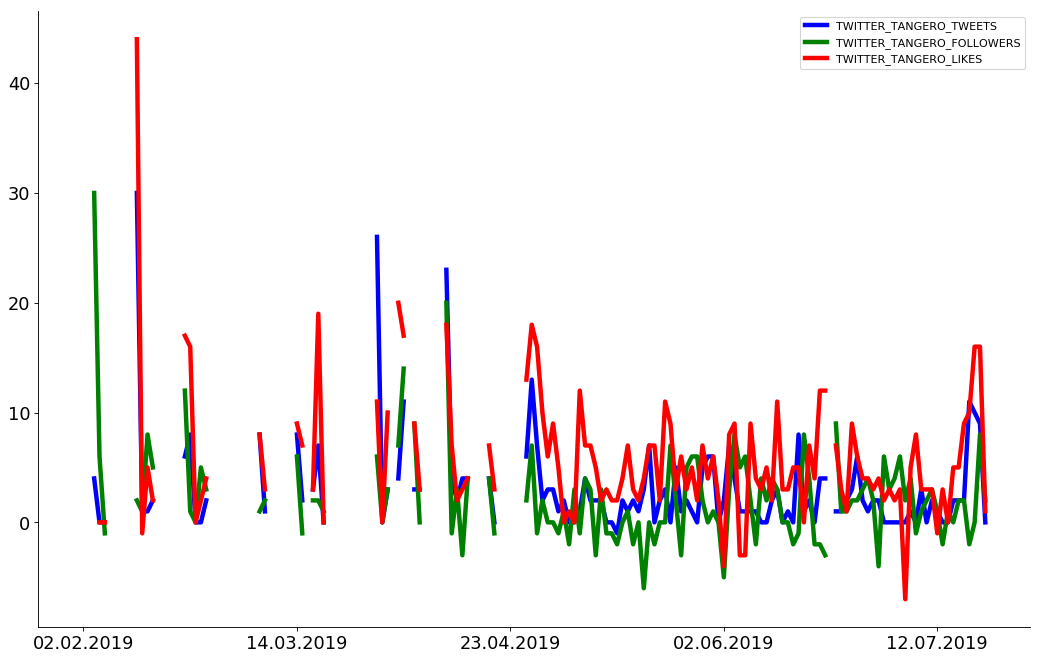 TWITTER_TANGERO_TWEETS
TWITTER_TANGERO_FOLLOWERS
TWITTER_TANGERO_LIKES
40
30
20
10
0
02.02.2019 14.03.2019 23.04.2019 02.06.2019 12.07.2019